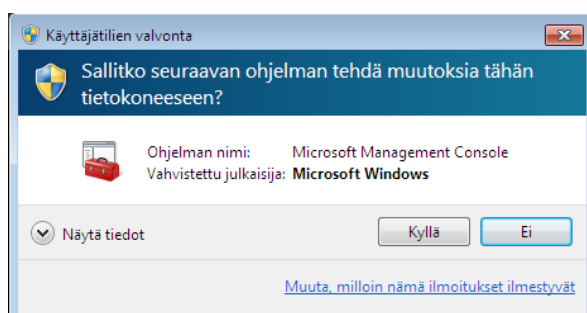 Käyttäjätilien valvonta
Sallitko seuraavan ohjelman tehdä muutoksia tähän
tietokoneeseen?
Ohjelman nimi: Microsoft Management Console
Vahvistettu julkaisija: Microsoft Windows
Näytä tiedot Kyllä Ei
Muuta, milloin nämä ilmoitukset ilmestyvät